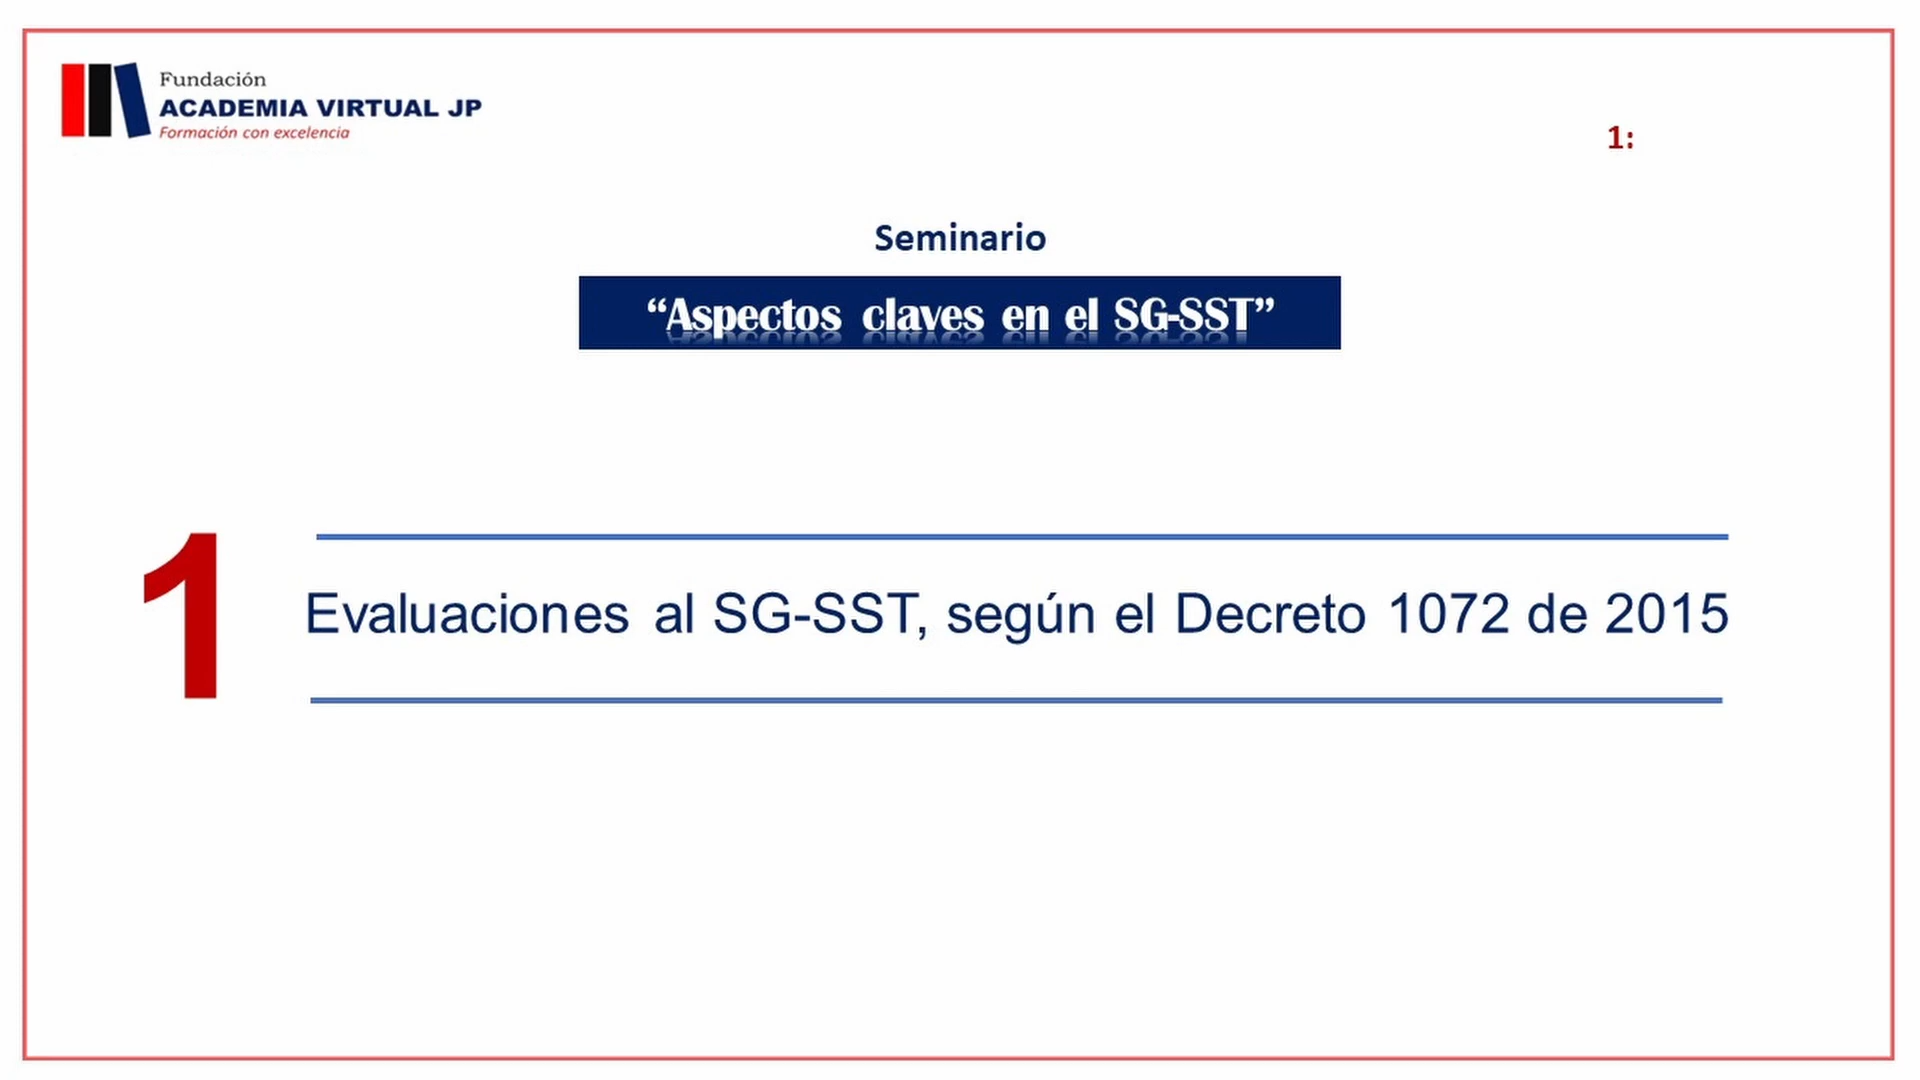 Fundación
ACADEMIA VIRTUAL JP
Formación con excelencia
1:
Seminario
“Aspectos claves en el SG-SST”
1
Evaluaciones al SG-SST, según el Decreto 1072 de 2015